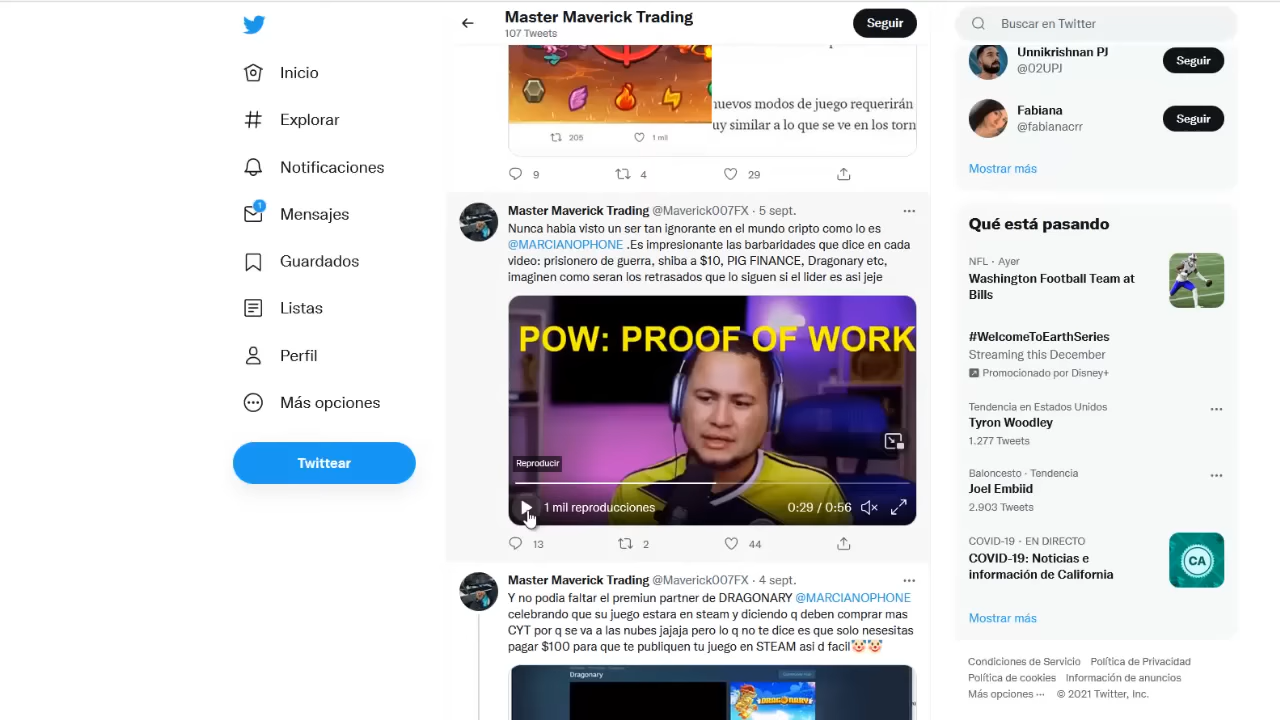 Inicio
Explorar
Notificaciones
1
Mensajes
Guardados
Listas
Perfil
Más opciones
Twittear
Master Maverick Trading
107 Tweets
Seguir
nuevos modos de juego requerirán
uy similar a lo que se ve en los torn
205
1 mil
9
4
29
Master Maverick Trading @Maverick007FX · 5 sept.
Nunca habia visto un ser tan ignorante en el mundo cripto como lo es
@MARCIANOPHONE .Es impresionante las barbaridades que dice en cada
video: prisionero de guerra, shiba a $10, PIG FINANCE, Dragonary etc,
imaginen como seran los retrasados que lo siguen si el lider es asi jeje
POW: PROOF OF WORK
Reproducir
1 mil reproducciones
0:29 / 0:56
13
2
44
Master Maverick Trading @Maverick007FX · 4 sept.
Y no podia faltar el premiun partner de DRAGONARY @MARCIANOPHONE
celebrando que su juego estara en steam y diciendo q deben comprar mas
CYT por q se va a las nubes jajaja pero lo q no te dice es que solo nesesitas
pagar $100 para que te publiquen tu juego en STEAM asi d facil🤡🤡
Dragonary
DRAGONARY
Buscar en Twitter
Unnikrishnan PJ
@02UPJ
Seguir
Fabiana
@fabianacrr
Seguir
Mostrar más
Qué está pasando
NFL · Ayer
Washington Football Team at
Bills
#WelcomeToEarthSeries
Streaming this December
Promocionado por Disney+
Tendencia en Estados Unidos
Tyron Woodley
1.277 Tweets
Baloncesto · Tendencia
Joel Embiid
2.903 Tweets
COVID-19 · EN DIRECTO
COVID-19: Noticias e
información de California
CA
Mostrar más
Condiciones de Servicio Política de Privacidad
Política de cookies Información de anuncios
Más opciones ··· © 2021 Twitter, Inc.